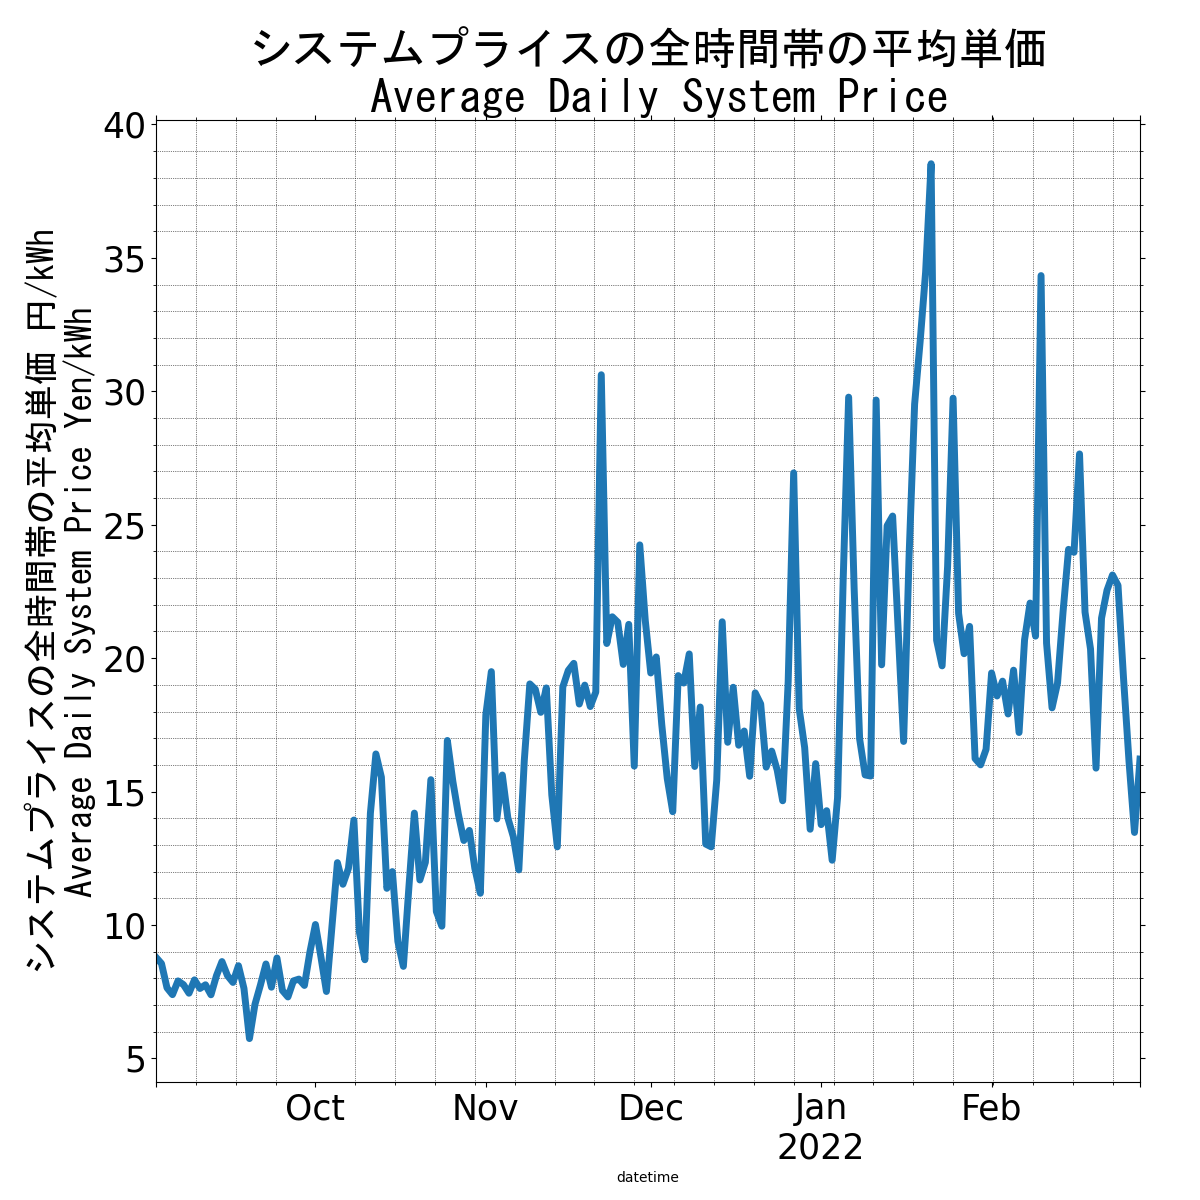 システムプライスの全時間帯の平均単価
Average Daily System Price
システムプライスの全時間帯の平均単価 円/kWh
Average Daily System Price Yen/kWh
40
35
30
25
20
15
10
5
Oct
Nov
Dec
Jan
2022
Feb
datetime